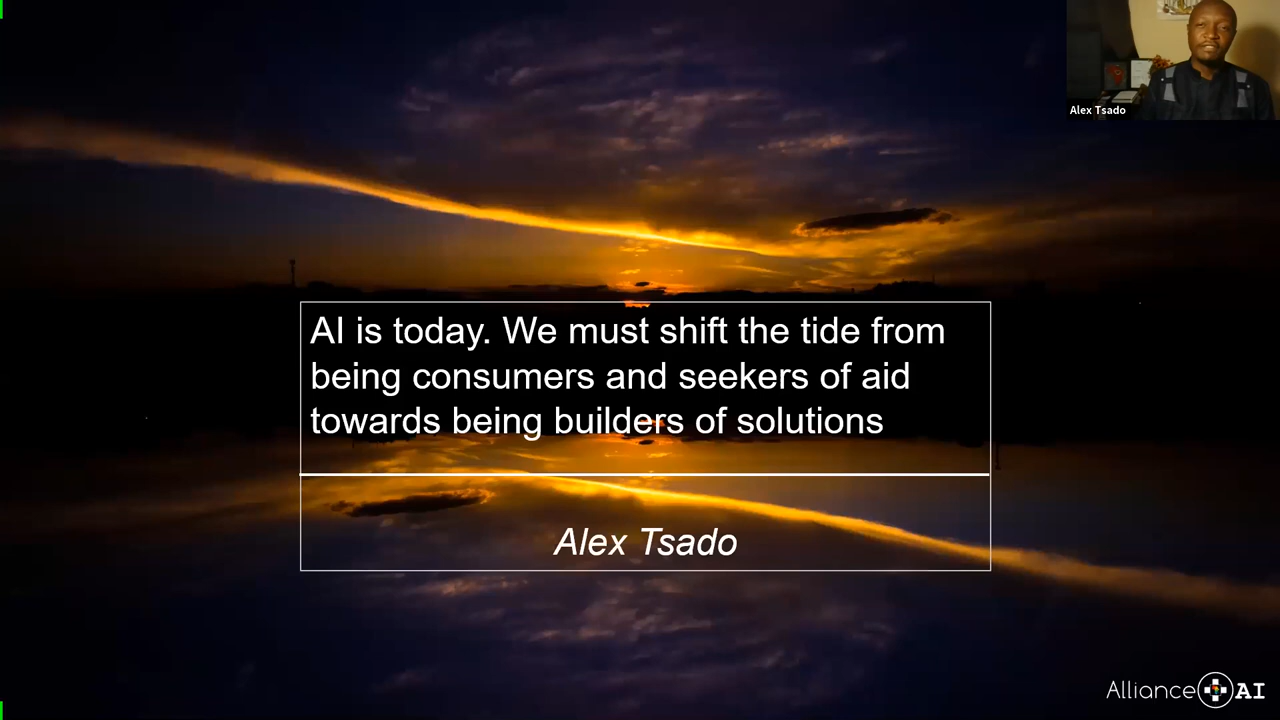 Alex Tsado
AI is today. We must shift the tide from
being consumers and seekers of aid
towards being builders of solutions
Alex Tsado
Alliance AI